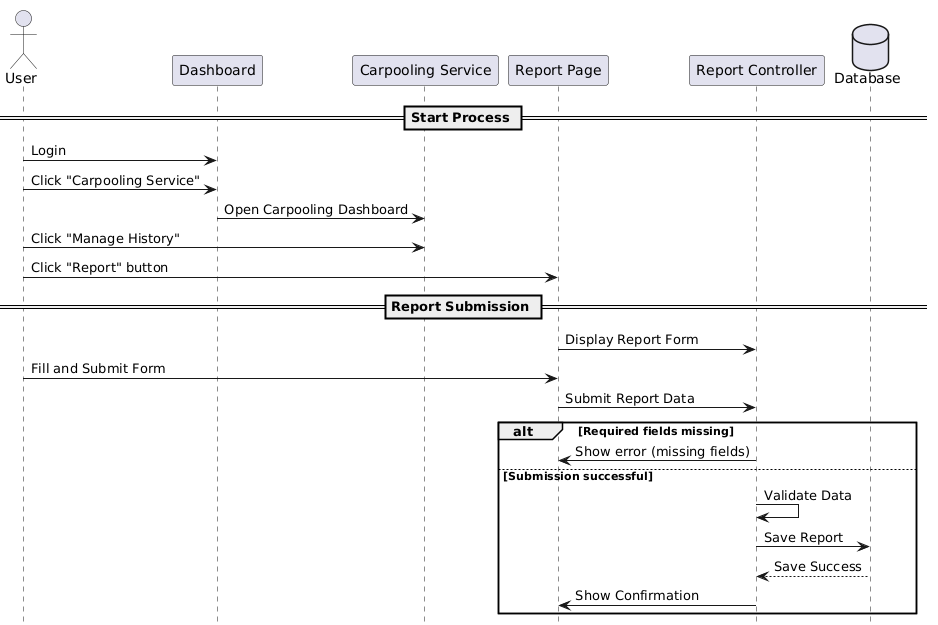 User
Dashboard
Carpooling Service
Report Page
Report Controller
Database
Start Process
Login
Click "Carpooling Service"
Open Carpooling Dashboard
Click "Manage History"
Click "Report" button
Report Submission
Display Report Form
Fill and Submit Form
Submit Report Data
alt [Required fields missing]
Show error (missing fields)
[Submission successful]
Validate Data
Save Report
Save Success
Show Confirmation